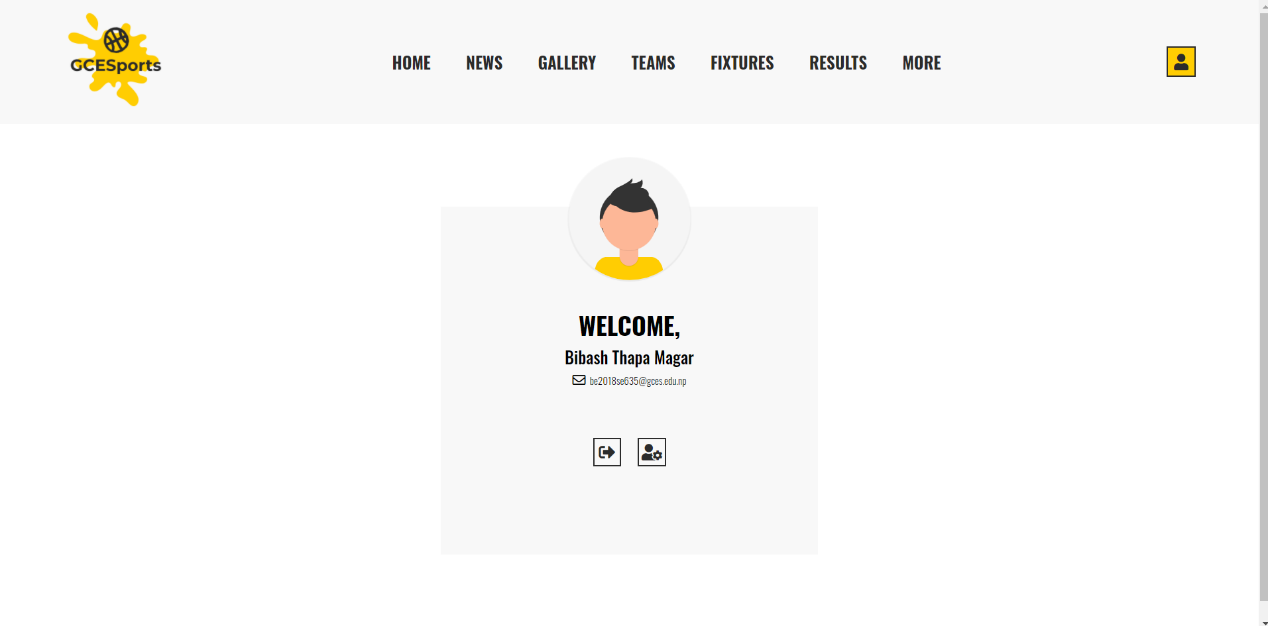 GCESports
HOME NEWS GALLERY TEAMS FIXTURES RESULTS MORE
WELCOME,
Bibash Thapa Magar
be2018se635@gces.edu.np